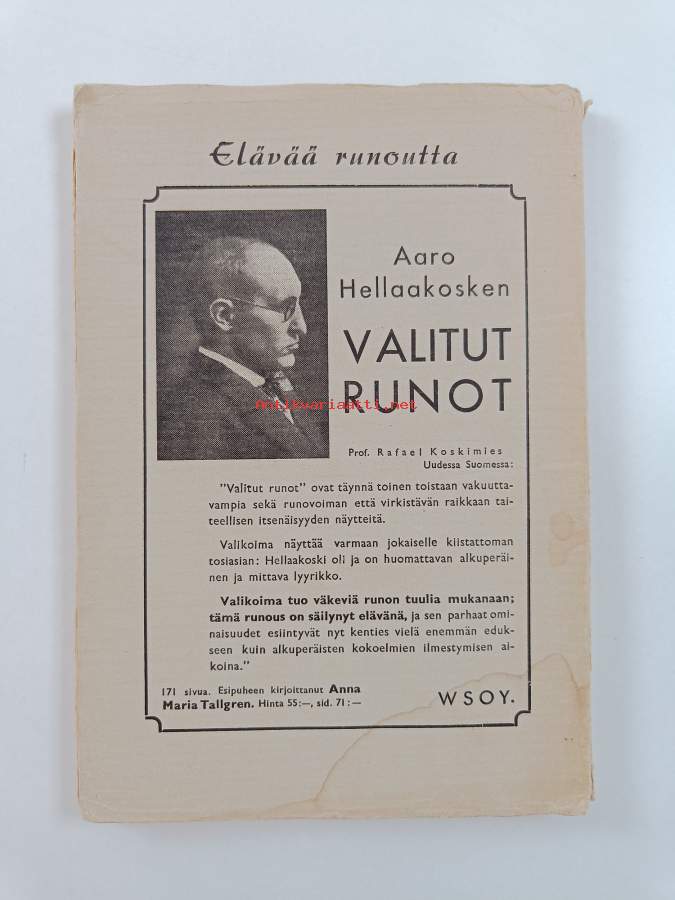 Elävää runoutta
Aaro
Hellaakosken
VALITUT
RUNOT
Antikvariaatti.net
Prof. Rafael Koskimies
Uudessa Suomessa:
"Valitut runot" ovat täynnä toinen toistaan vakuutta-
vampia sekä runovoiman että virkistävän raikkaan tai-
teellisen itsenäisyyden näytteitä.
Valikoima näyttää varmaan jokaiselle kiistattoman
tosiasian: Hellaakoski oli ja on huomattavan alkuperäi-
nen ja mittava lyyrikko.
Valikoima tuo väkeviä runon tuulia mukanaan;
tämä runous on säilynyt elävänä, ja sen parhaat omi-
naisuudet esiintyvät nyt kenties vielä enemmän eduk-
seen kuin alkuperäisten kokoelmien ilmestymisen ai-
koina."
171 sivua. Esipuheen kirjoittanut Anna
Maria Tallgren. Hinta 55:—, sid. 71:—
WSOY.